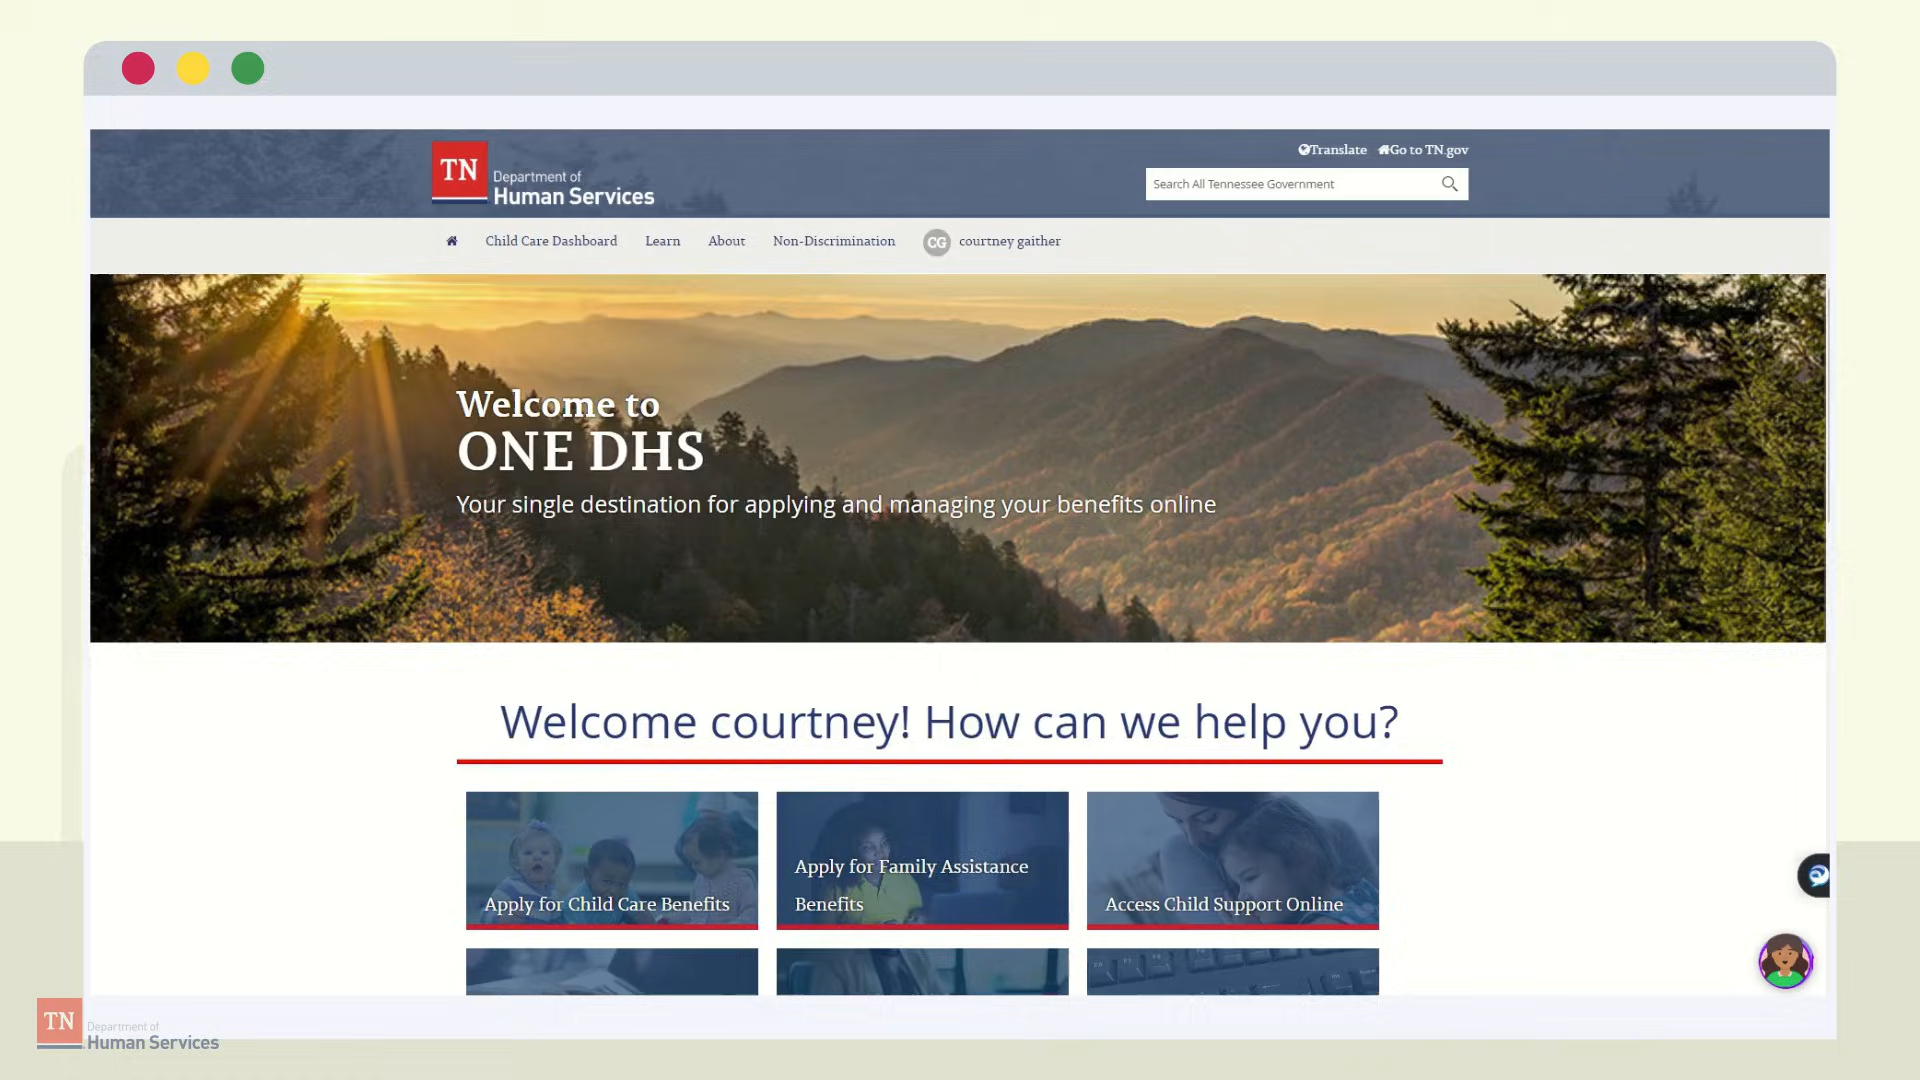 TN
Department of
Human Services
Translate
Go to TN.gov
Search All Tennessee Government
Child Care Dashboard
Learn
About
Non-Discrimination
CG
courtney gaither
Welcome to
ONE DHS
Your single destination for applying and managing your benefits online
Welcome courtney! How can we help you?
Apply for Child Care Benefits
Apply for Family Assistance
Benefits
Access Child Support Online
TN
Department of
Human Services